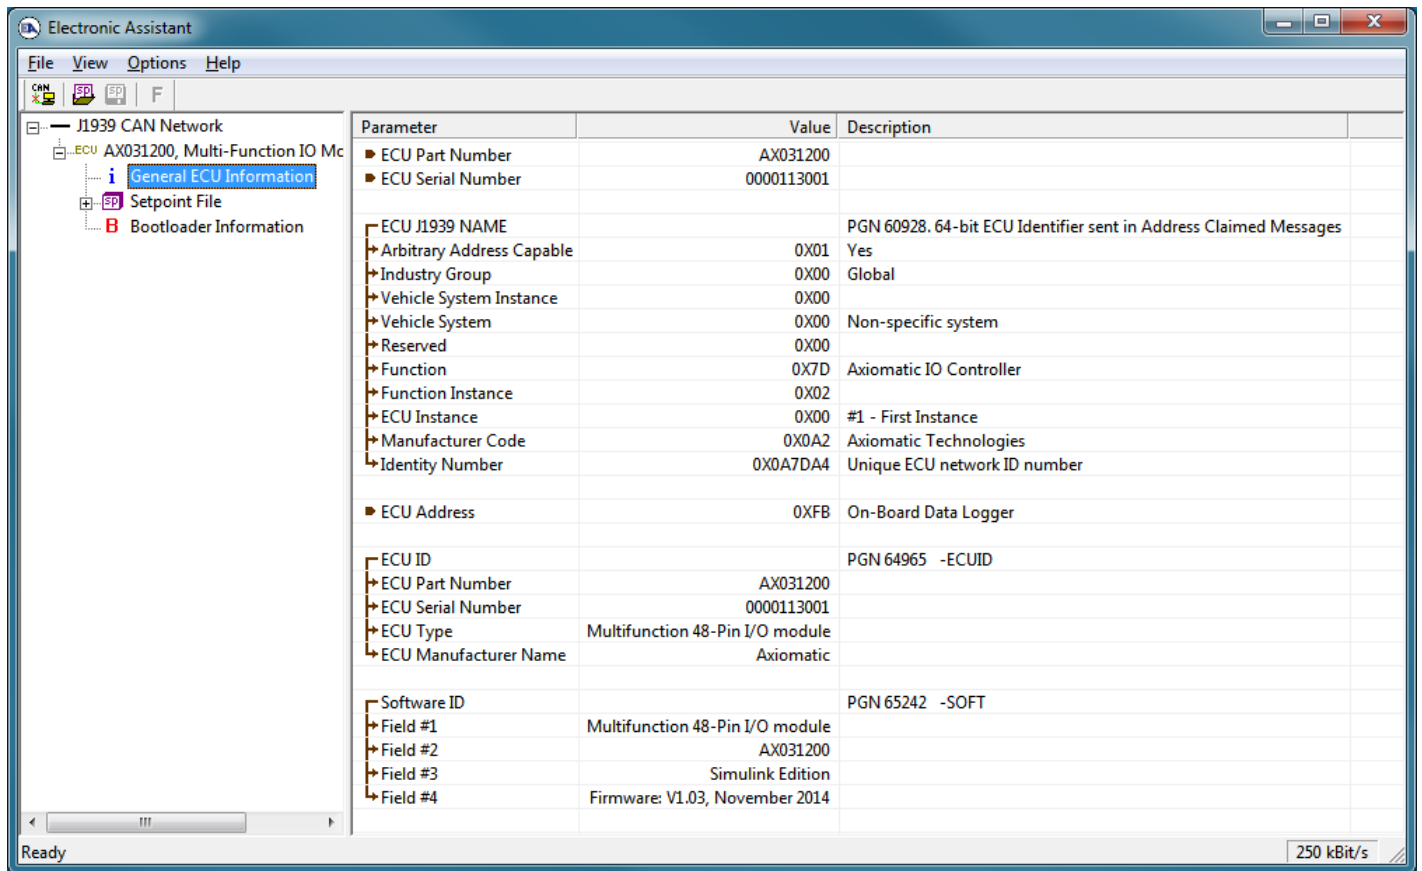 Electronic Assistant
File View Options Help
CAN SP SP F
J1939 CAN Network
ECU AX031200, Multi-Function IO Mc
i General ECU Information
SP Setpoint File
B Bootloader Information
Parameter Value Description
ECU Part Number AX031200
ECU Serial Number 0000113001
ECU J1939 NAME PGN 60928. 64-bit ECU Identifier sent in Address Claimed Messages
Arbitrary Address Capable 0X01 Yes
Industry Group 0X00 Global
Vehicle System Instance 0X00
Vehicle System 0X00 Non-specific system
Reserved 0X00
Function 0X7D Axiomatic IO Controller
Function Instance 0X02
ECU Instance 0X00 #1 - First Instance
Manufacturer Code 0X0A2 Axiomatic Technologies
Identity Number 0X0A7DA4 Unique ECU network ID number
ECU Address 0XFB On-Board Data Logger
ECU ID PGN 64965 -ECUID
ECU Part Number AX031200
ECU Serial Number 0000113001
ECU Type Multifunction 48-Pin I/O module
ECU Manufacturer Name Axiomatic
Software ID PGN 65242 -SOFT
Field #1 Multifunction 48-Pin I/O module
Field #2 AX031200
Field #3 Simulink Edition
Field #4 Firmware: V1.03, November 2014
Ready 250 kBit/s